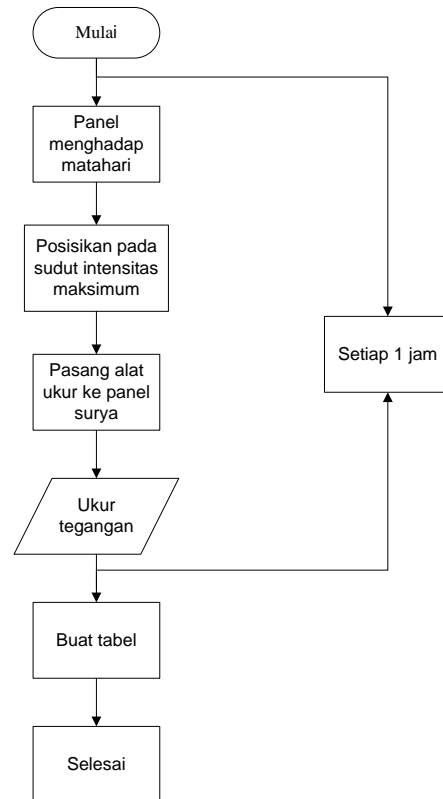 Mulai
Panel
menghadap
matahari
Posisikan pada
sudut intensitas
maksimum
Setiap 1 jam
Pasang alat
ukur ke panel
surya
Ukur
tegangan
Buat tabel
Selesai